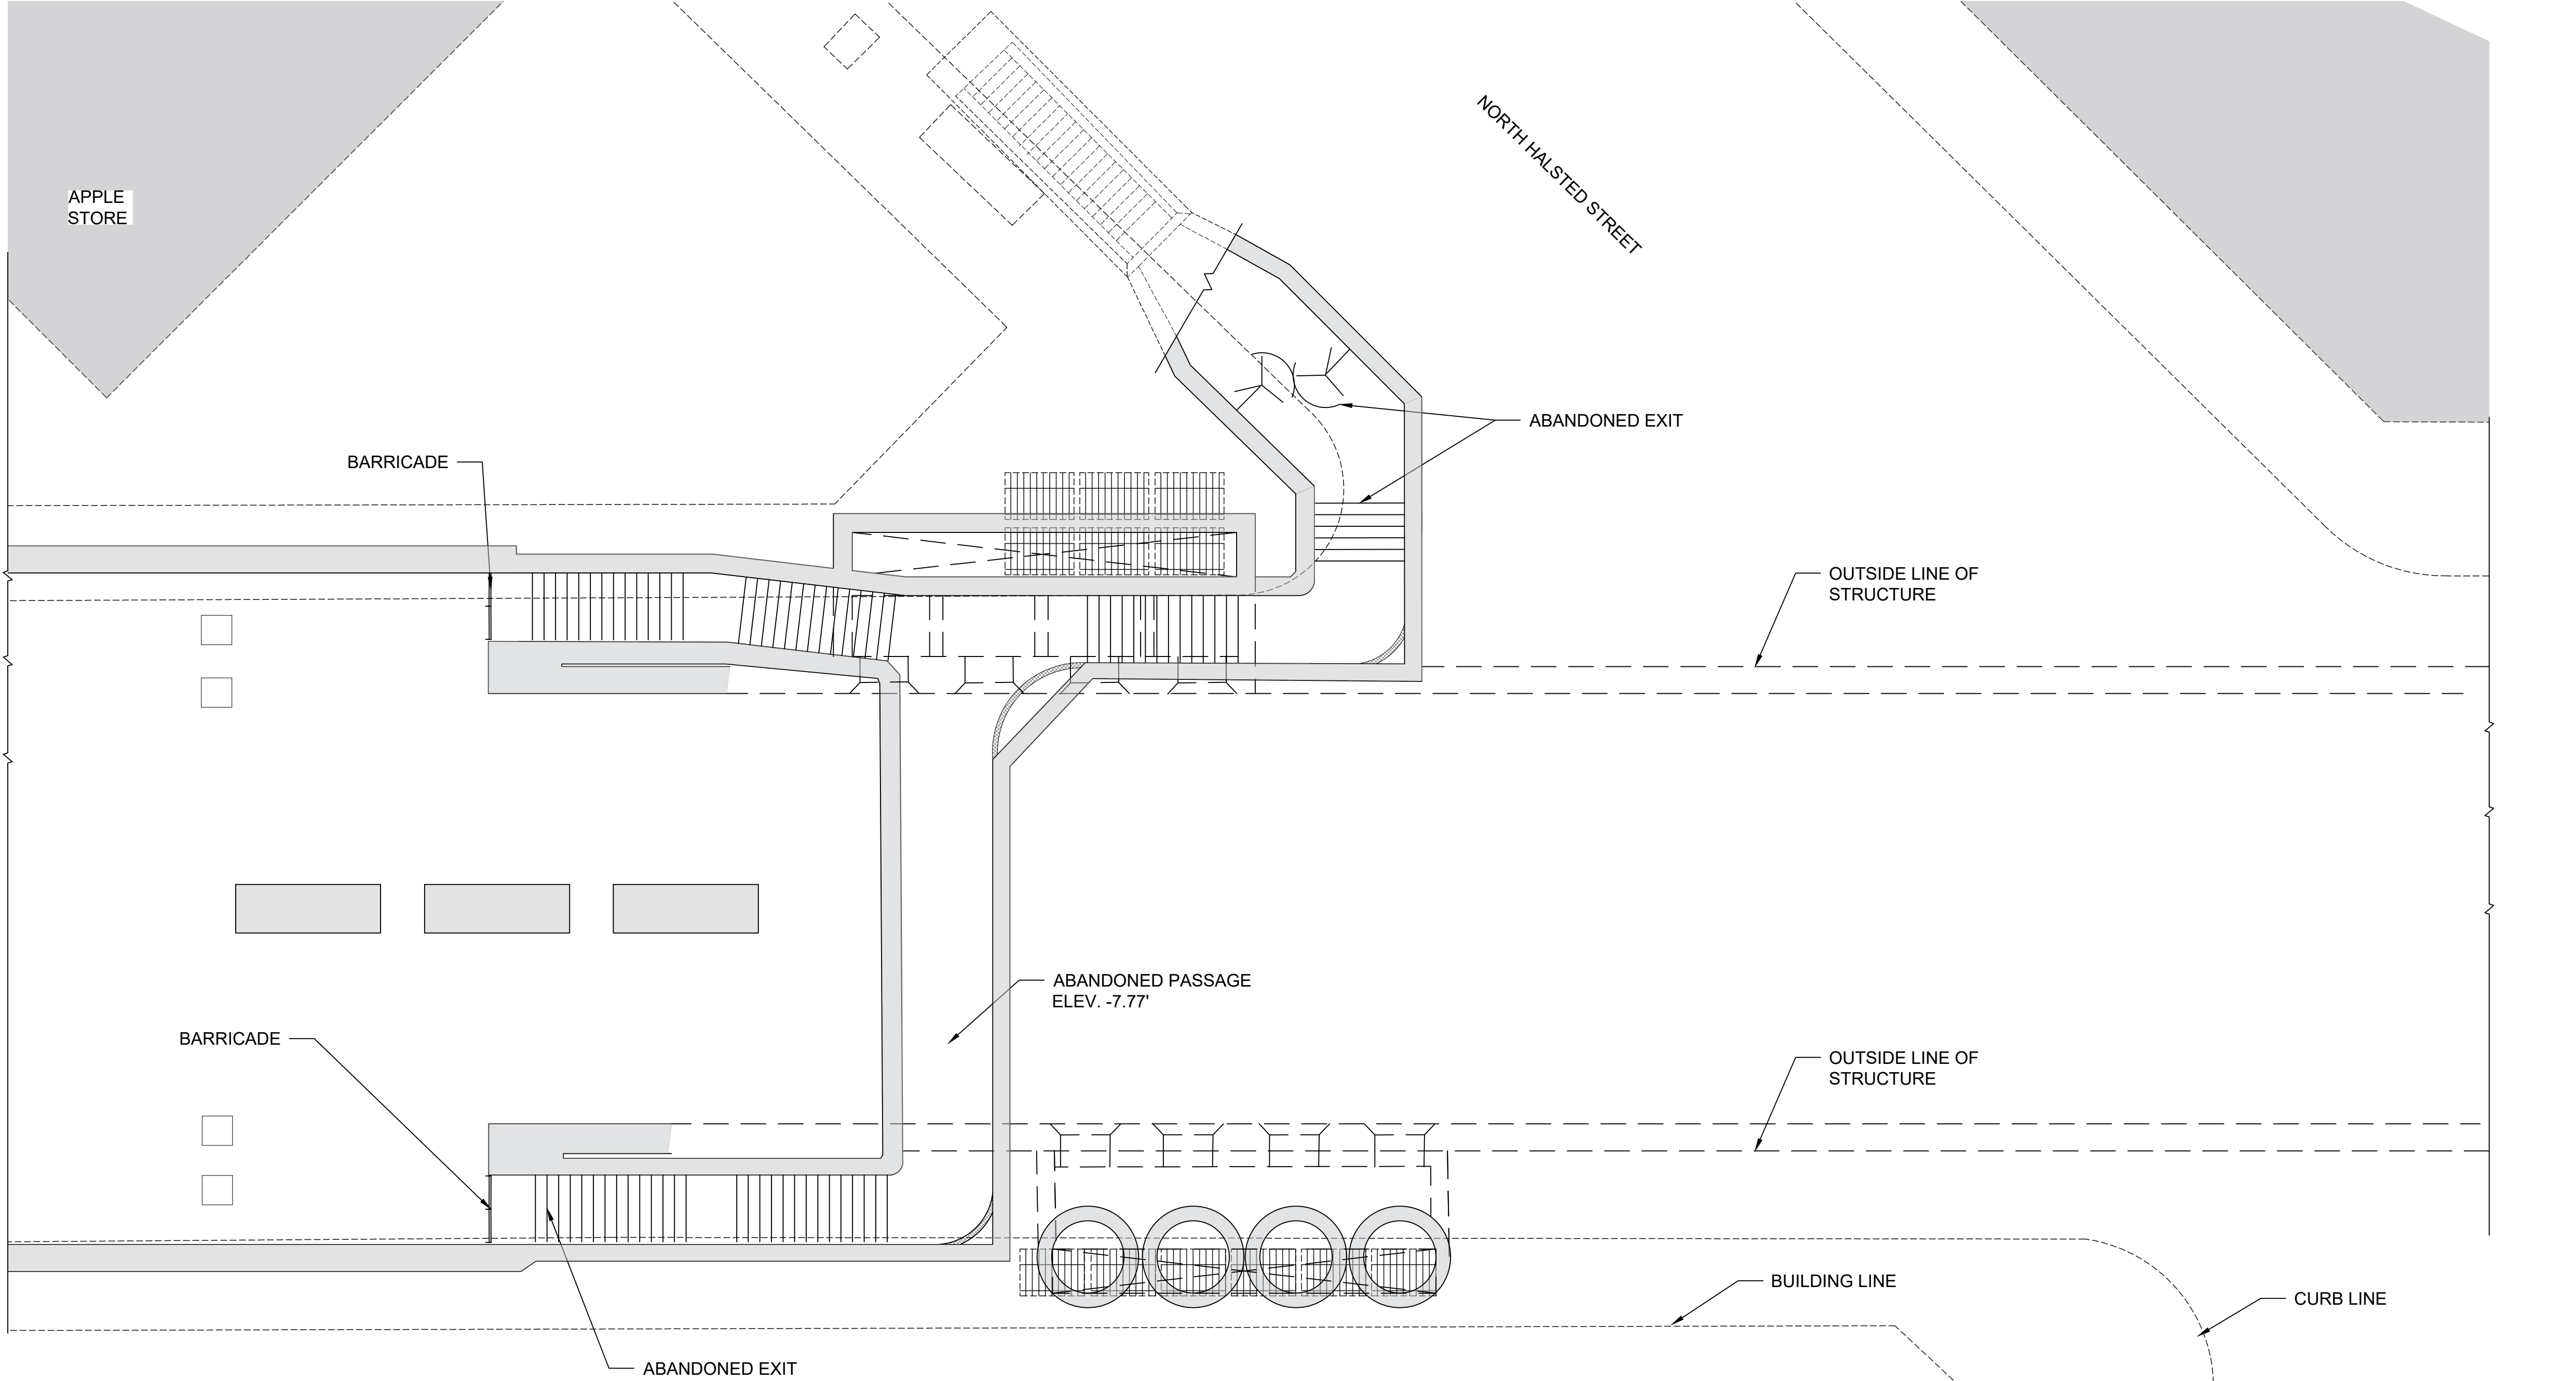 NORTH HALSTED STREET
APPLE
STORE
ABANDONED EXIT
BARRICADE
OUTSIDE LINE OF
STRUCTURE
ABANDONED PASSAGE
ELEV. -7.77'
BARRICADE
OUTSIDE LINE OF
STRUCTURE
BUILDING LINE
CURB LINE
ABANDONED EXIT